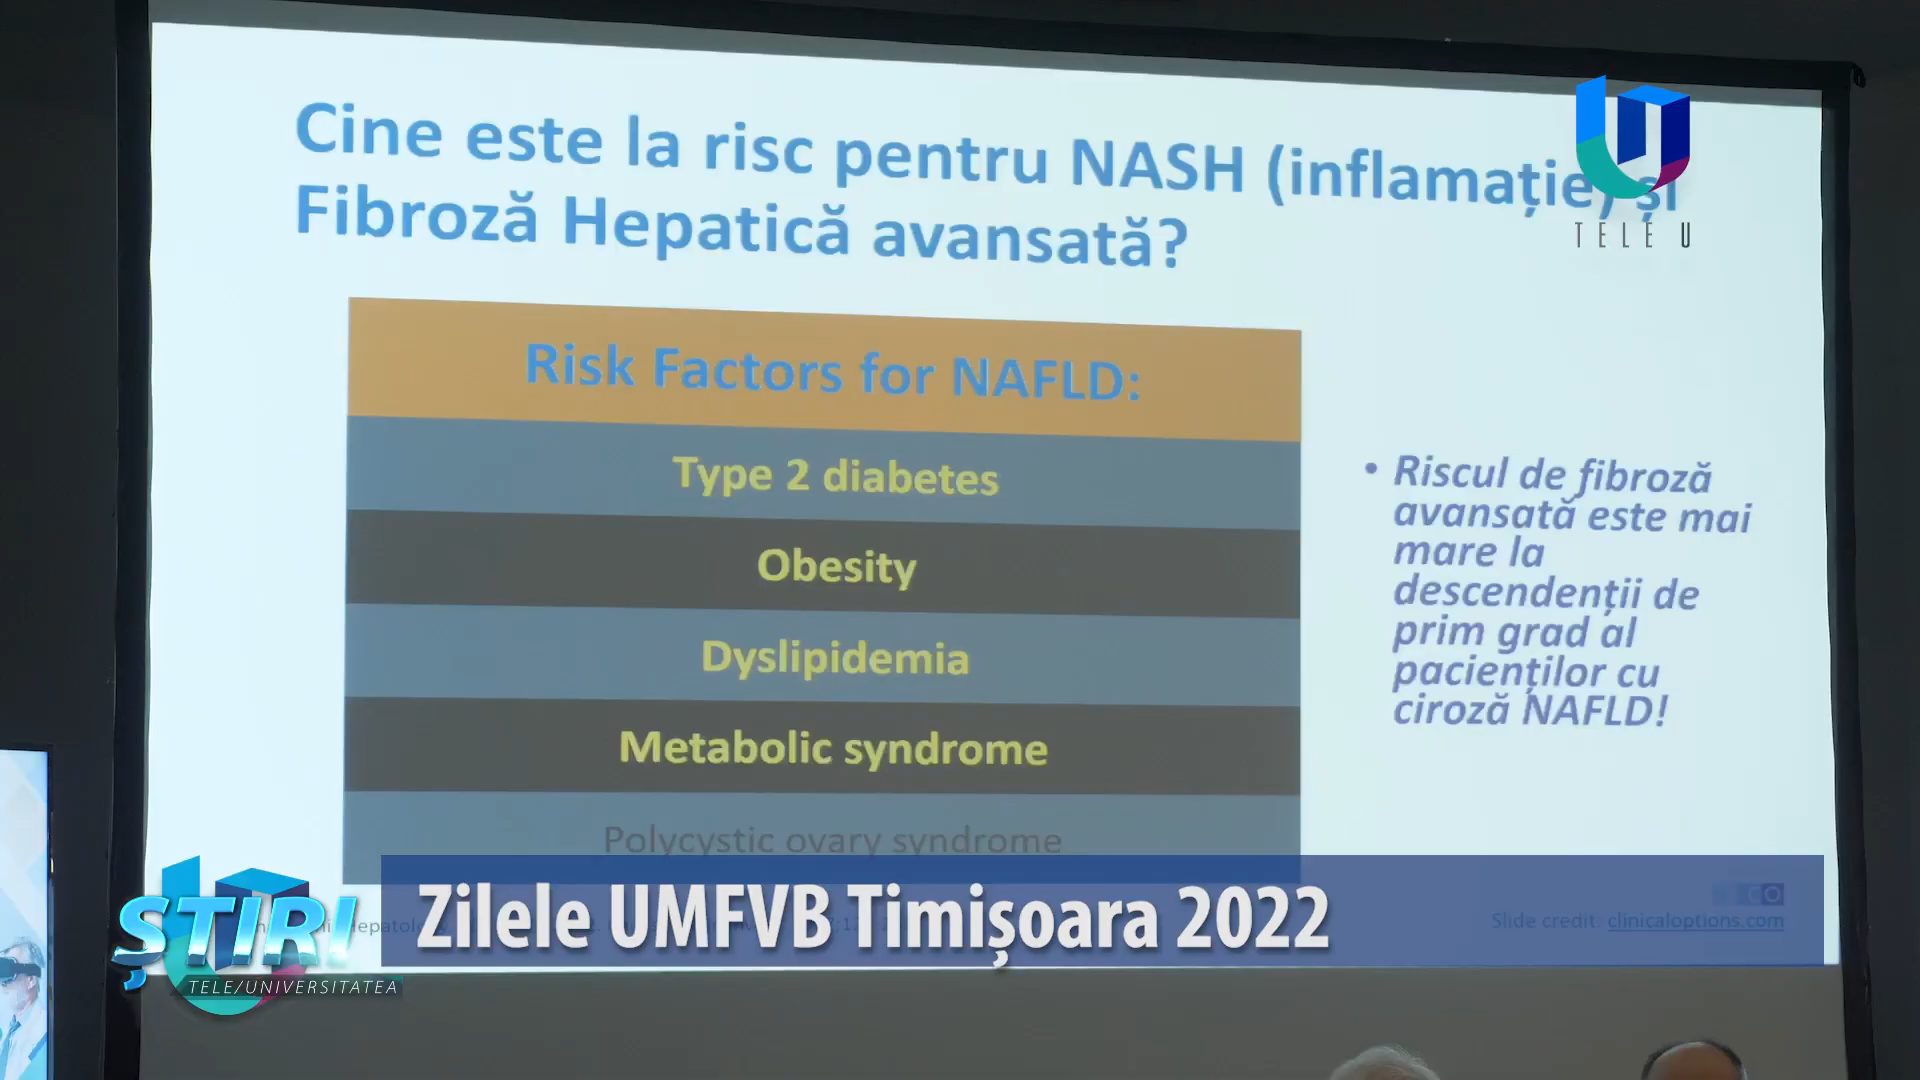 Cine este la risc pentru NASH (inflamație) și
Fibroză Hepatică avansată?
TELE U
Risk Factors for NAFLD:
Type 2 diabetes
Obesity
Dyslipidemia
Metabolic syndrome
Polycystic ovary syndrome
• Riscul de fibroză
avansată este mai
mare la
descendenții de
prim grad al
pacienților cu
ciroză NAFLD!
Slide credit: clinicaloptions.com
ȘTIRI
TELE/UNIVERSITATEA
Zilele UMFVB Timișoara 2022